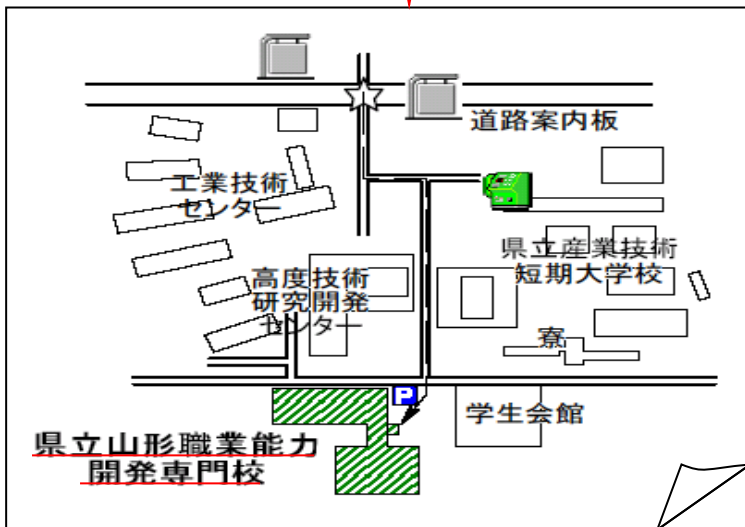 道路案内板
工業技術
センター
県立産業技術
短期大学校
高度技術
研究開発
センター
寮
P
学生会館
県立山形職業能力
開発専門校